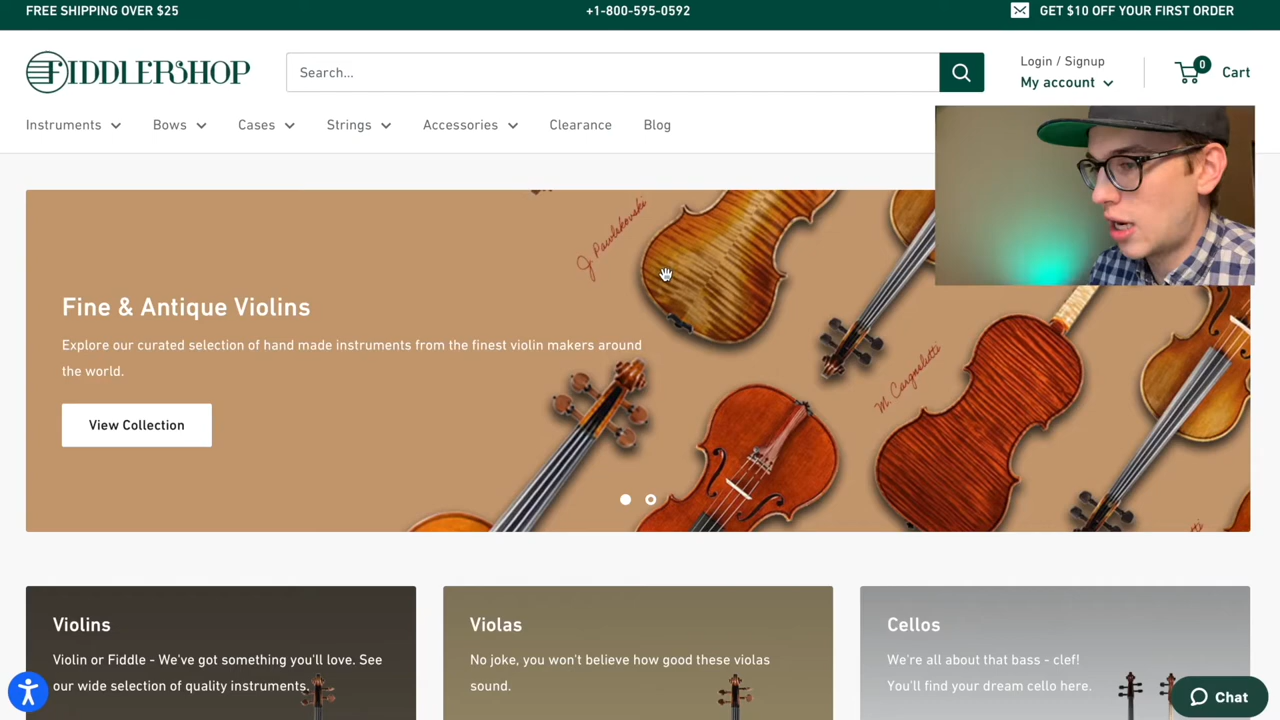 FREE SHIPPING OVER $25
+1-800-595-0592
GET $10 OFF YOUR FIRST ORDER
FIDDLERSHOP
Search...
Login / Signup
My account
0
Cart
Instruments
Bows
Cases
Strings
Accessories
Clearance
Blog
J. Pawlikowski
Fine & Antique Violins
Explore our curated selection of hand made instruments from the finest violin makers around
the world.
M. Cargnelutti
View Collection
Violins
Violin or Fiddle - We've got something you'll love. See
our wide selection of quality instruments.
Violas
No joke, you won't believe how good these violas
sound.
Cellos
We're all about that bass - clef!
You'll find your dream cello here.
Chat